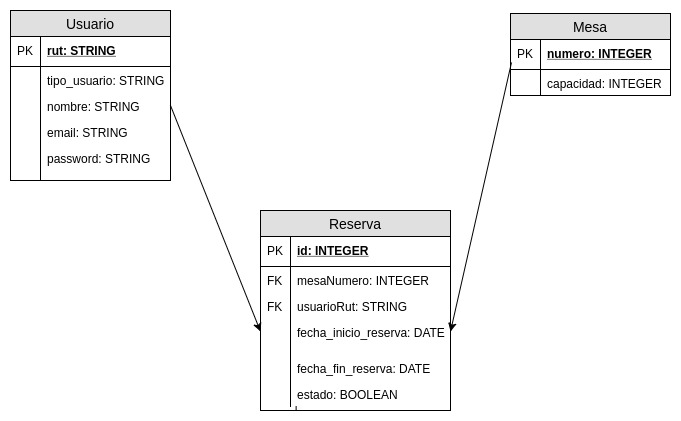 Usuario
PK rut: STRING
tipo_usuario: STRING
nombre: STRING
email: STRING
password: STRING
Mesa
PK numero: INTEGER
capacidad: INTEGER
Reserva
PK id: INTEGER
FK mesaNumero: INTEGER
FK usuarioRut: STRING
fecha_inicio_reserva: DATE
fecha_fin_reserva: DATE
estado: BOOLEAN